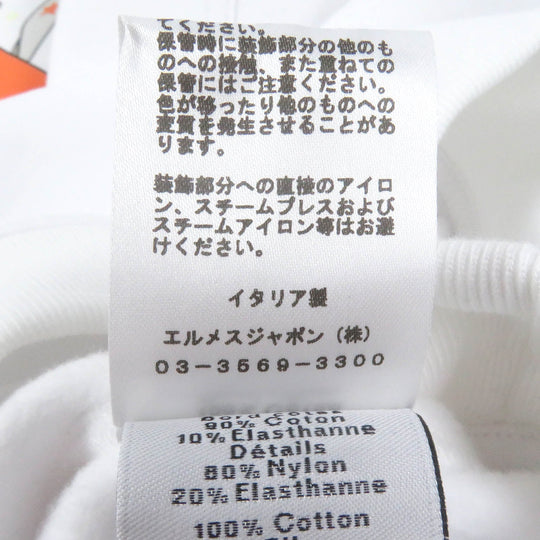 てください。
保管時に装飾部分の他のも
のへの接触、また重ねての
保管にはご注意ください。
色が移ったり他のものへの
変質を発生させることがあ
ります。
装飾部分への直接のアイロ
ン、スチームプレスおよび
スチームアイロン等はお避
けください。
イタリア製
エルメスジャポン（株）
03-3569-3300
Bord côtes
90% Coton
10% Elasthanne
Détails
80% Nylon
20% Elasthanne
100% Cotton